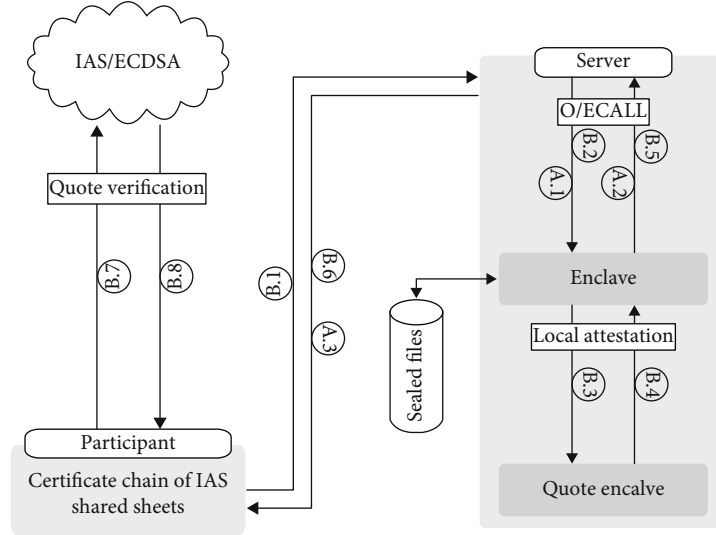 IAS/ECDSA
Server
O/ECALL
B.2
B.5
A.1
A.2
Quote verification
B.7
B.8
B.1
B.6
A.3
Enclave
Sealed files
Local attestation
B.3
B.4
Participant
Certificate chain of IAS
shared sheets
Quote encalve